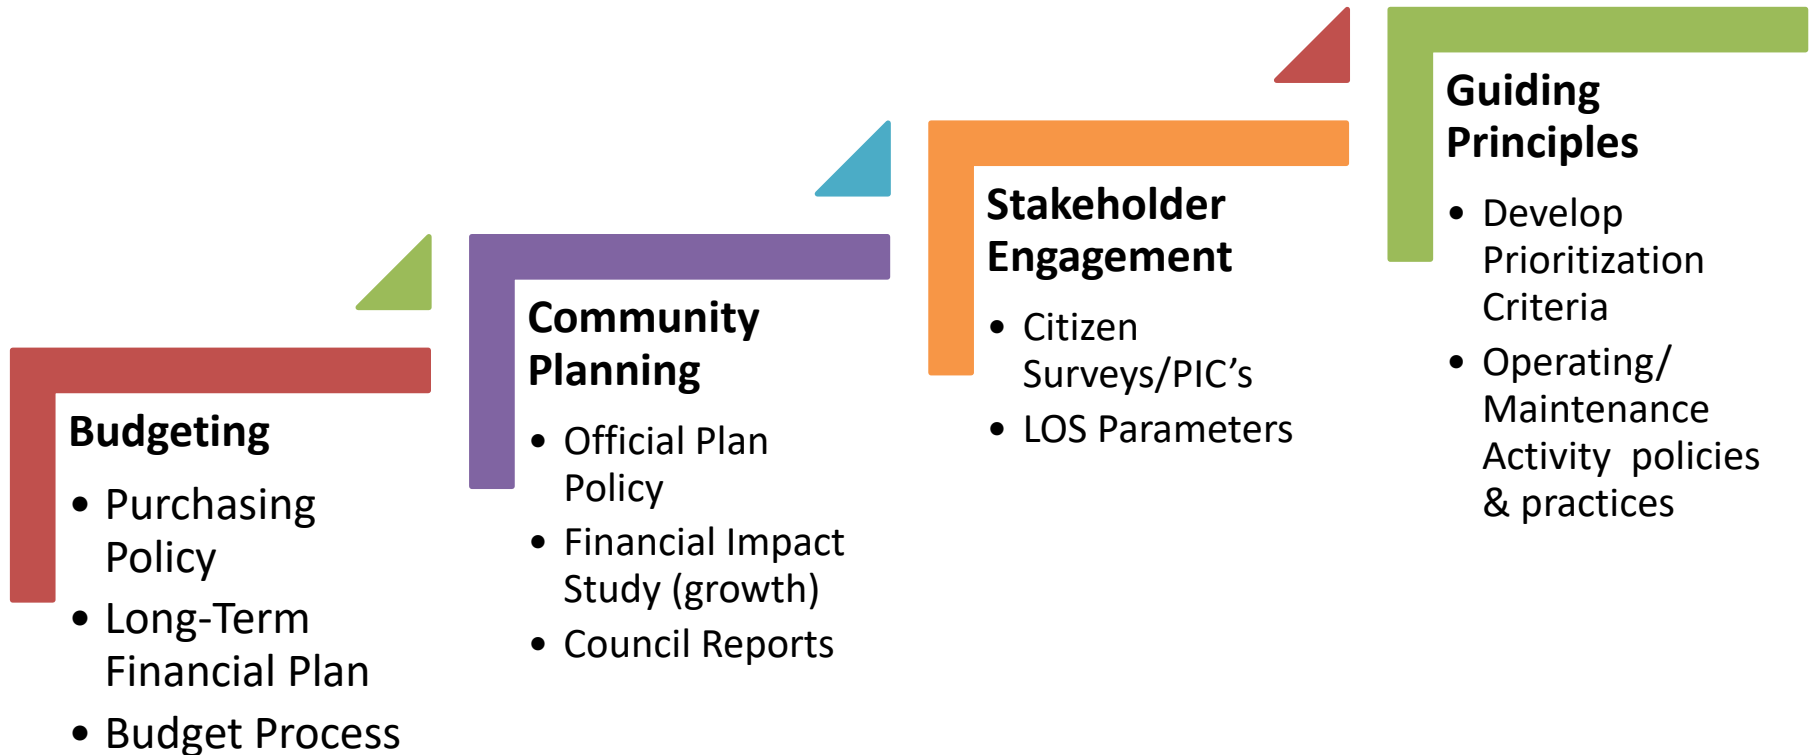 Budgeting
• Purchasing
Policy
• Long-Term
Financial Plan
• Budget Process
Community
Planning
• Official Plan
Policy
• Financial Impact
Study (growth)
• Council Reports
Stakeholder
Engagement
• Citizen
Surveys/PIC’s
• LOS Parameters
Guiding
Principles
• Develop
Prioritization
Criteria
• Operating/
Maintenance
Activity  policies
& practices